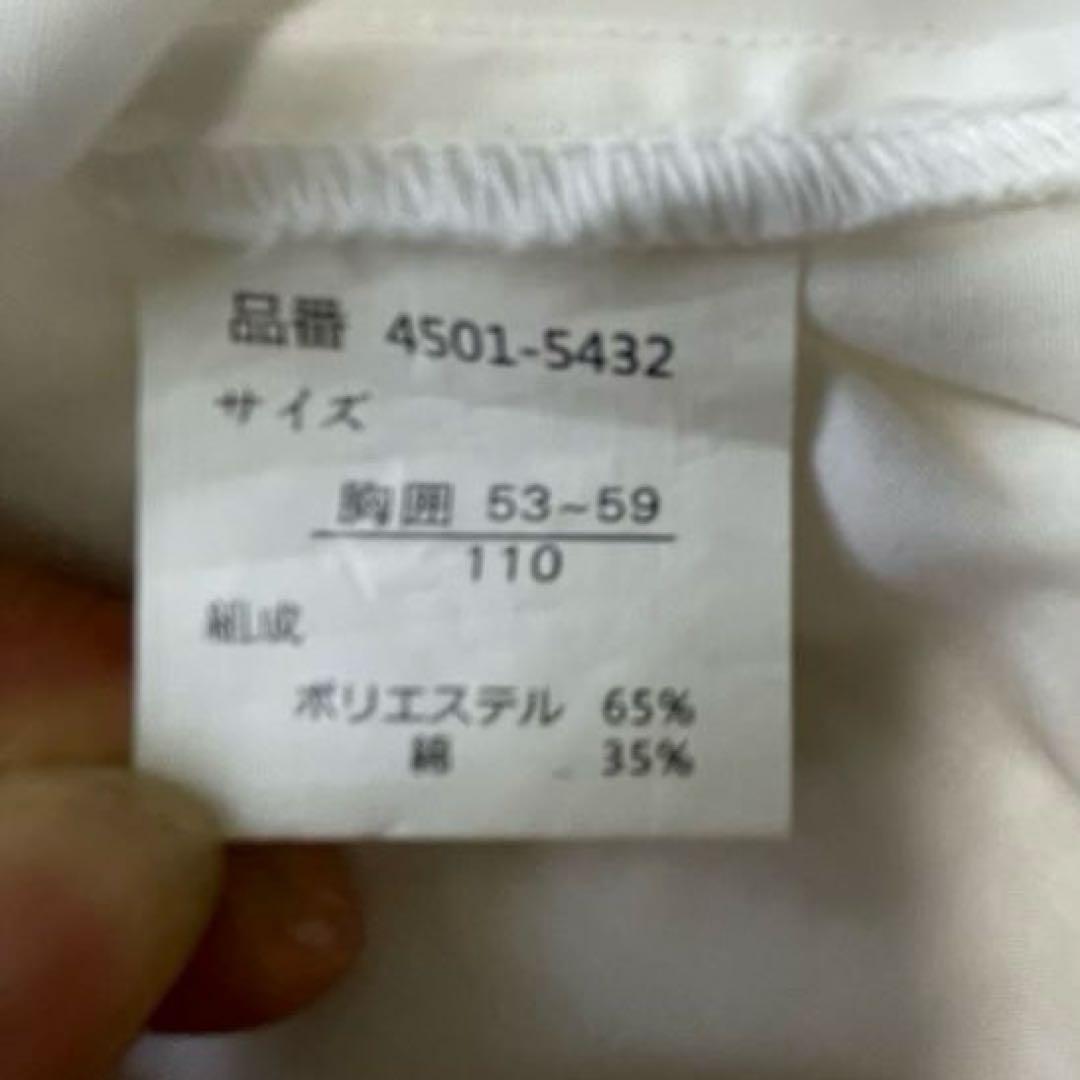 品番 4501-5432
サイズ
胸囲 53~59
110
組成
ポリエステル 65%
綿 35%